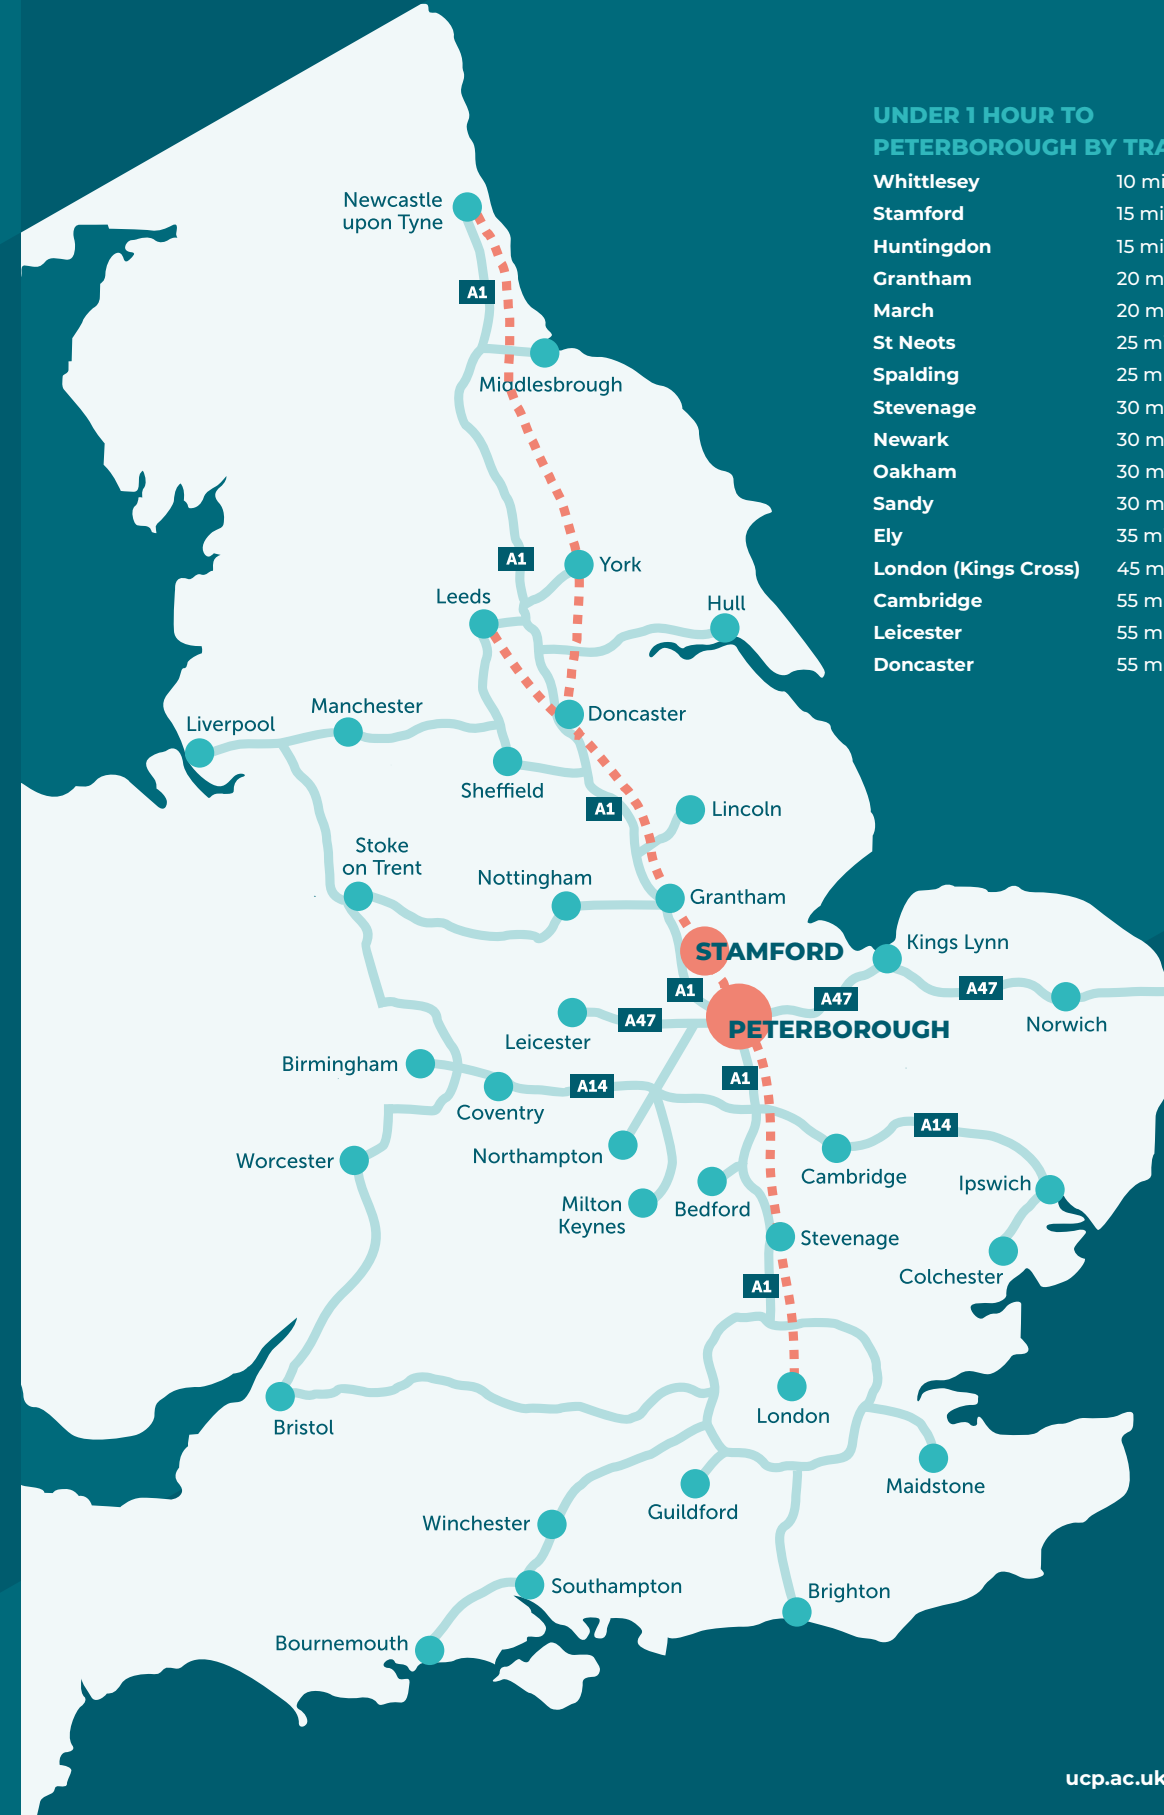 UNDER 1 HOUR TO
PETERBOROUGH BY TRA
Whittlesey 10 mi
Stamford 15 mi
Huntingdon 15 mi
Grantham 20 m
March 20 m
St Neots 25 m
Spalding 25 m
Stevenage 30 m
Newark 30 m
Oakham 30 m
Sandy 30 m
Ely 35 m
London (Kings Cross) 45 m
Cambridge 55 m
Leicester 55 m
Doncaster 55 m
Newcastle
upon Tyne
A1
Middlesbrough
A1
York
Leeds
Hull
Manchester
Doncaster
Liverpool
Sheffield
A1
Lincoln
Stoke
on Trent
Nottingham
Grantham
Kings Lynn
STAMFORD
A1
A47
A47
A47
Norwich
PETERBOROUGH
Leicester
Birmingham
A1
A14
Coventry
A14
Northampton
Worcester
Cambridge
Ipswich
Milton
Keynes
Bedford
Stevenage
Colchester
A1
London
Bristol
Maidstone
Guildford
Winchester
Southampton
Brighton
Bournemouth
ucp.ac.uk